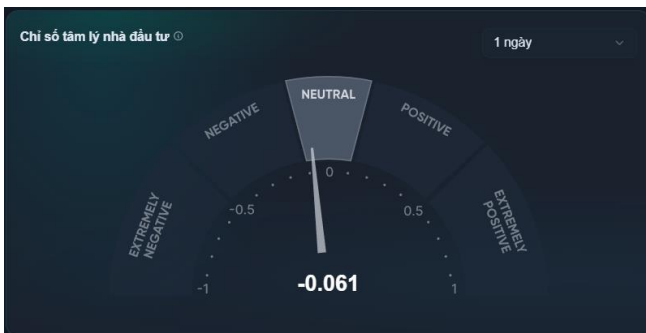 Chỉ số tâm lý nhà đầu tư
1 ngày
NEUTRAL
NEGATIVE
POSITIVE
EXTREMELY
NEGATIVE
EXTREMELY
POSITIVE
0
-0.5
0.5
-1
1
-0.061